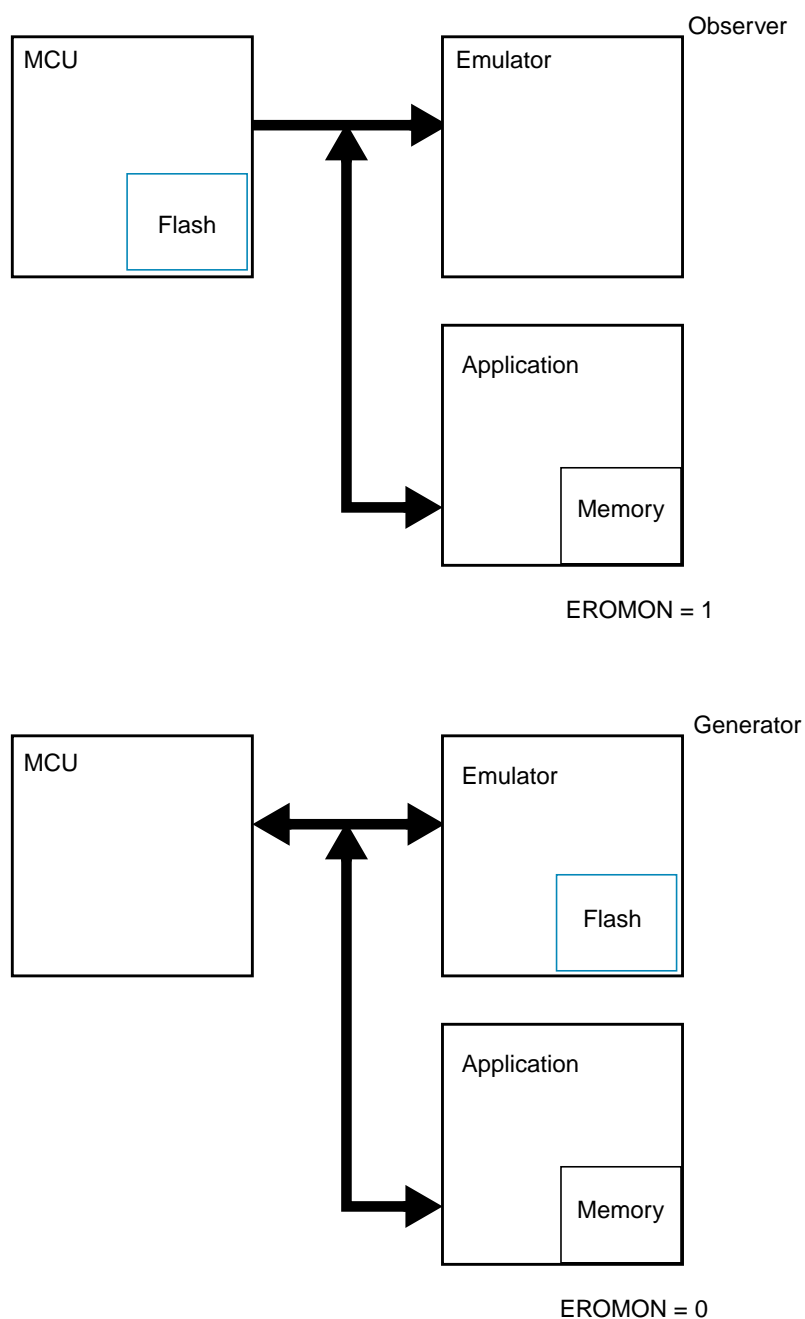 Observer
MCU
Emulator
Flash
Application
Memory
EROMON = 1
Generator
MCU
Emulator
Flash
Application
Memory
EROMON = 0